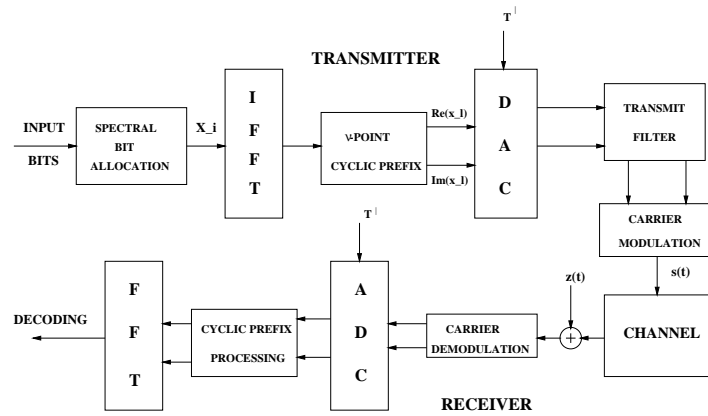 T'
TRANSMITTER
INPUT
BITS
SPECTRAL
BIT
ALLOCATION
X_i
I
F
F
T
ν-POINT
CYCLIC PREFIX
Re(x_l)
Im(x_l)
D
A
C
TRANSMIT
FILTER
CARRIER
MODULATION
s(t)
CHANNEL
z(t)
+
CARRIER
DEMODULATION
T'
A
D
C
CYCLIC PREFIX
PROCESSING
F
F
T
DECODING
RECEIVER